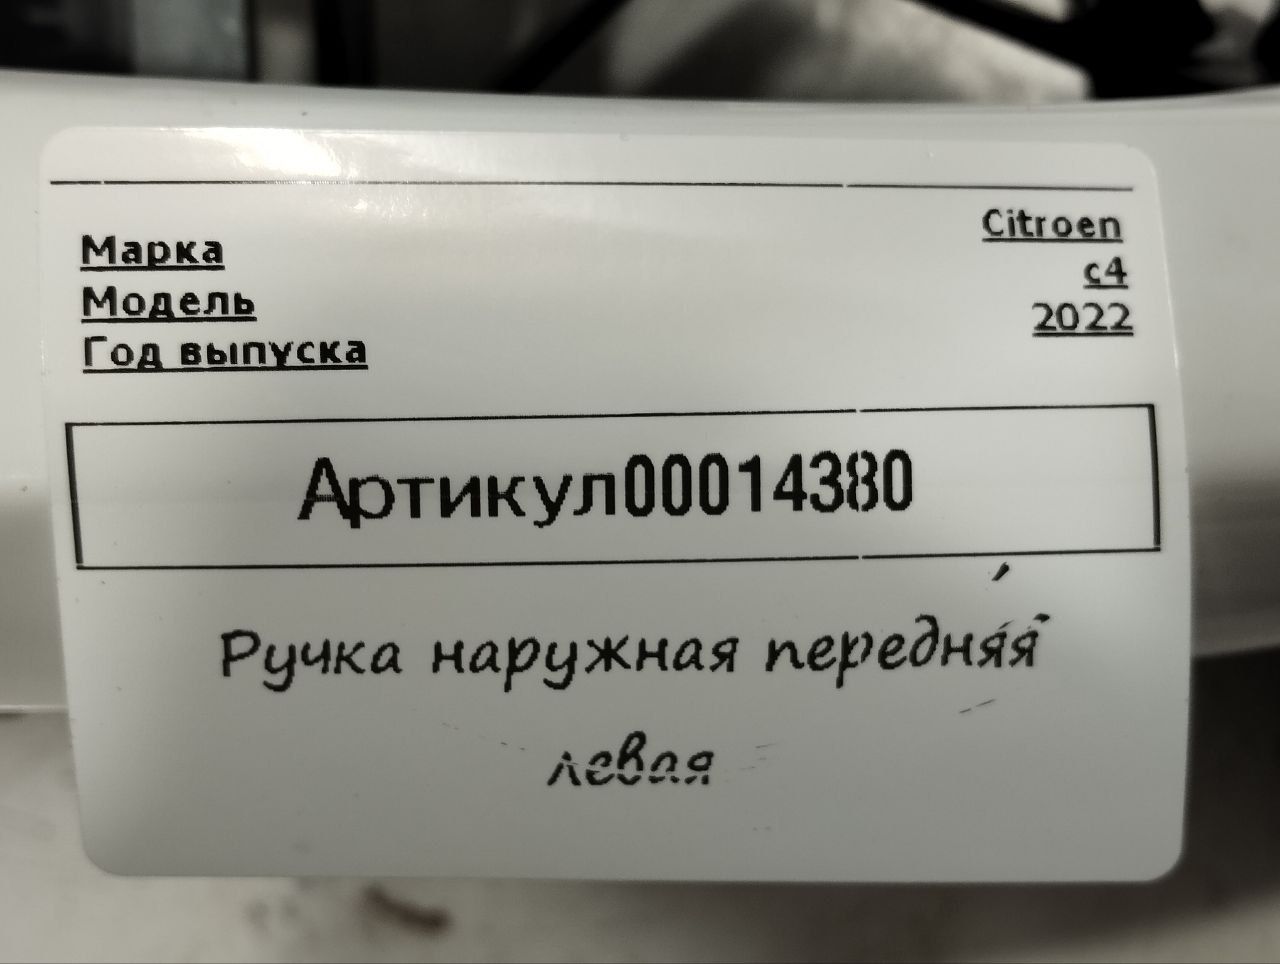 Марка Citroen
Модель c4
Год выпуска 2022
Артикул00014380
Ручка наружная передняя
левая